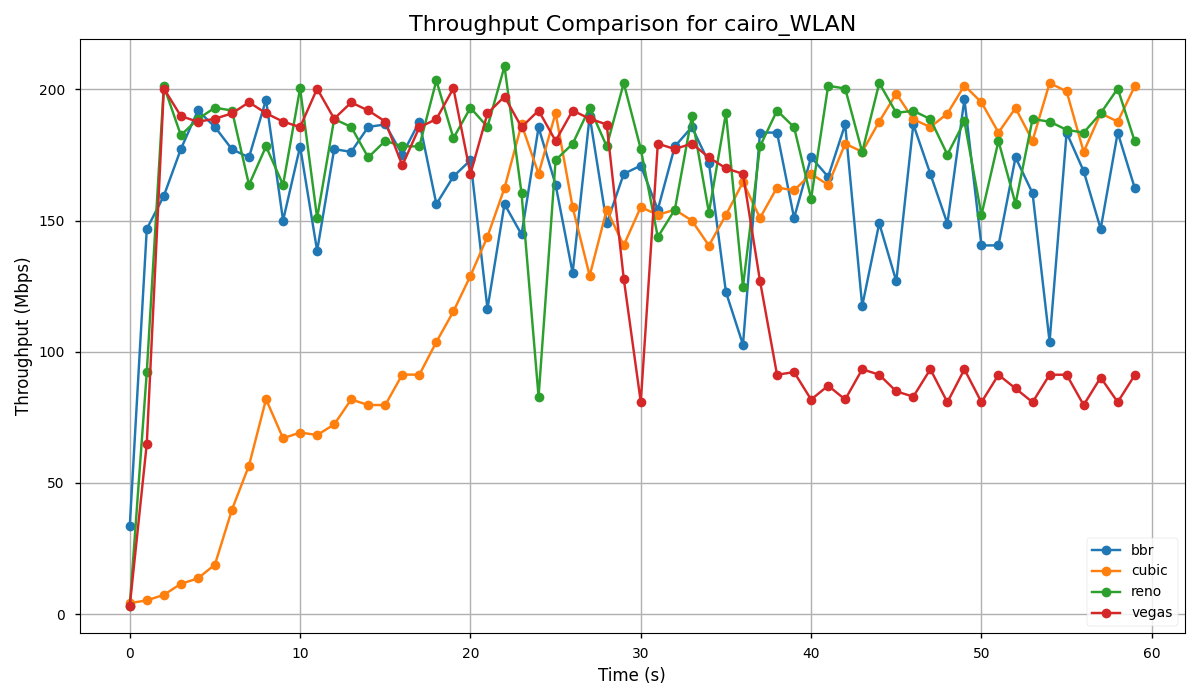 Throughput Comparison for cairo_WLAN
Throughput (Mbps)
200
150
100
50
0
0 10 20 30 40 50 60
Time (s)
bbr
cubic
reno
vegas